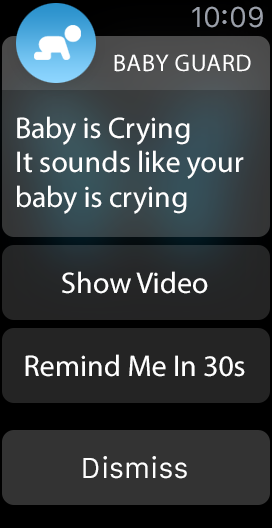 10:09
BABY GUARD
Baby is Crying
It sounds like your
baby is crying
Show Video
Remind Me In 30s
Dismiss